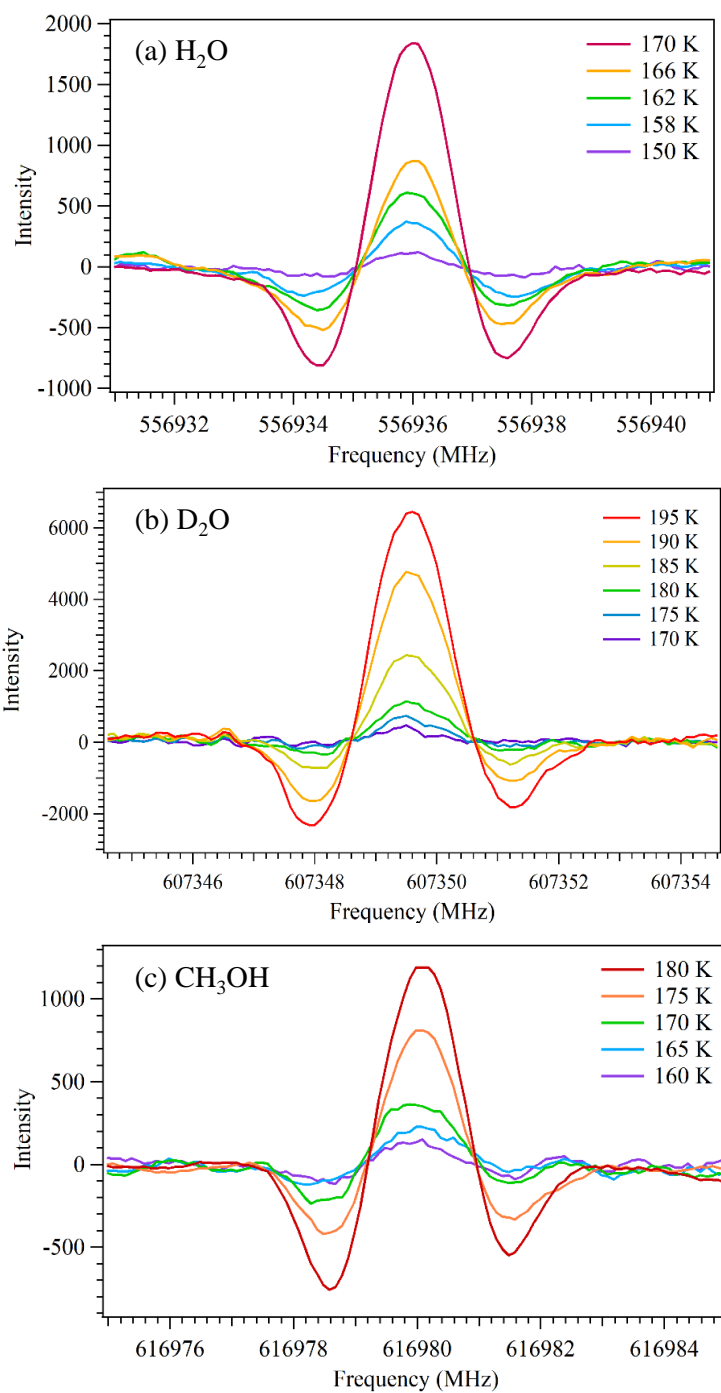 (a) H₂O
170 K
166 K
162 K
158 K
150 K
2000
1500
1000
500
0
-500
-1000
Intensity
556932 556934 556936 556938 556940
Frequency (MHz)
(b) D₂O
195 K
190 K
185 K
180 K
175 K
170 K
6000
4000
2000
0
-2000
Intensity
607346 607348 607350 607352 607354
Frequency (MHz)
(c) CH₃OH
180 K
175 K
170 K
165 K
160 K
1000
500
0
-500
Intensity
616976 616978 616980 616982 616984
Frequency (MHz)